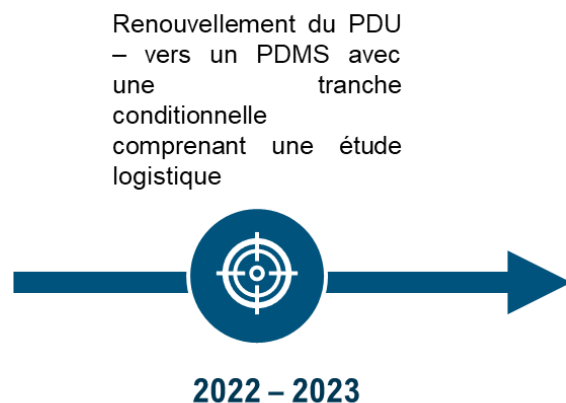 Renouvellement du PDU
– vers un PDMS avec
une tranche
conditionnelle
comprenant une étude
logistique
2022 – 2023